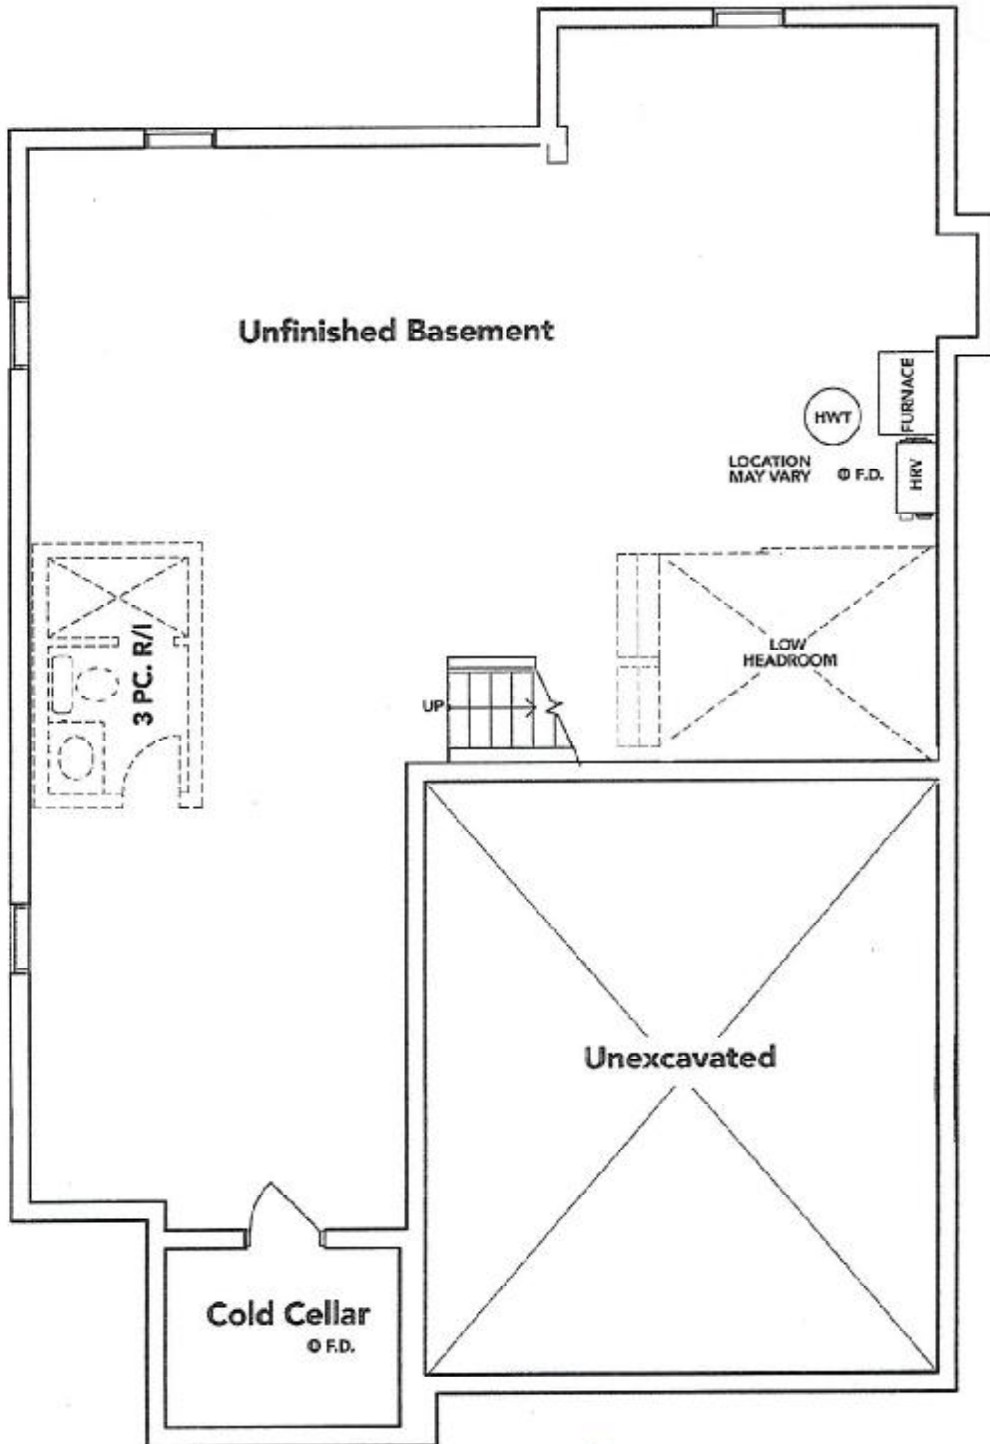 Unfinished Basement
FURNACE
HWT
LOCATION
MAY VARY
F.D.
HRV
3 PC. R/I
LOW
HEADROOM
UP
Unexcavated
Cold Cellar
F.D.